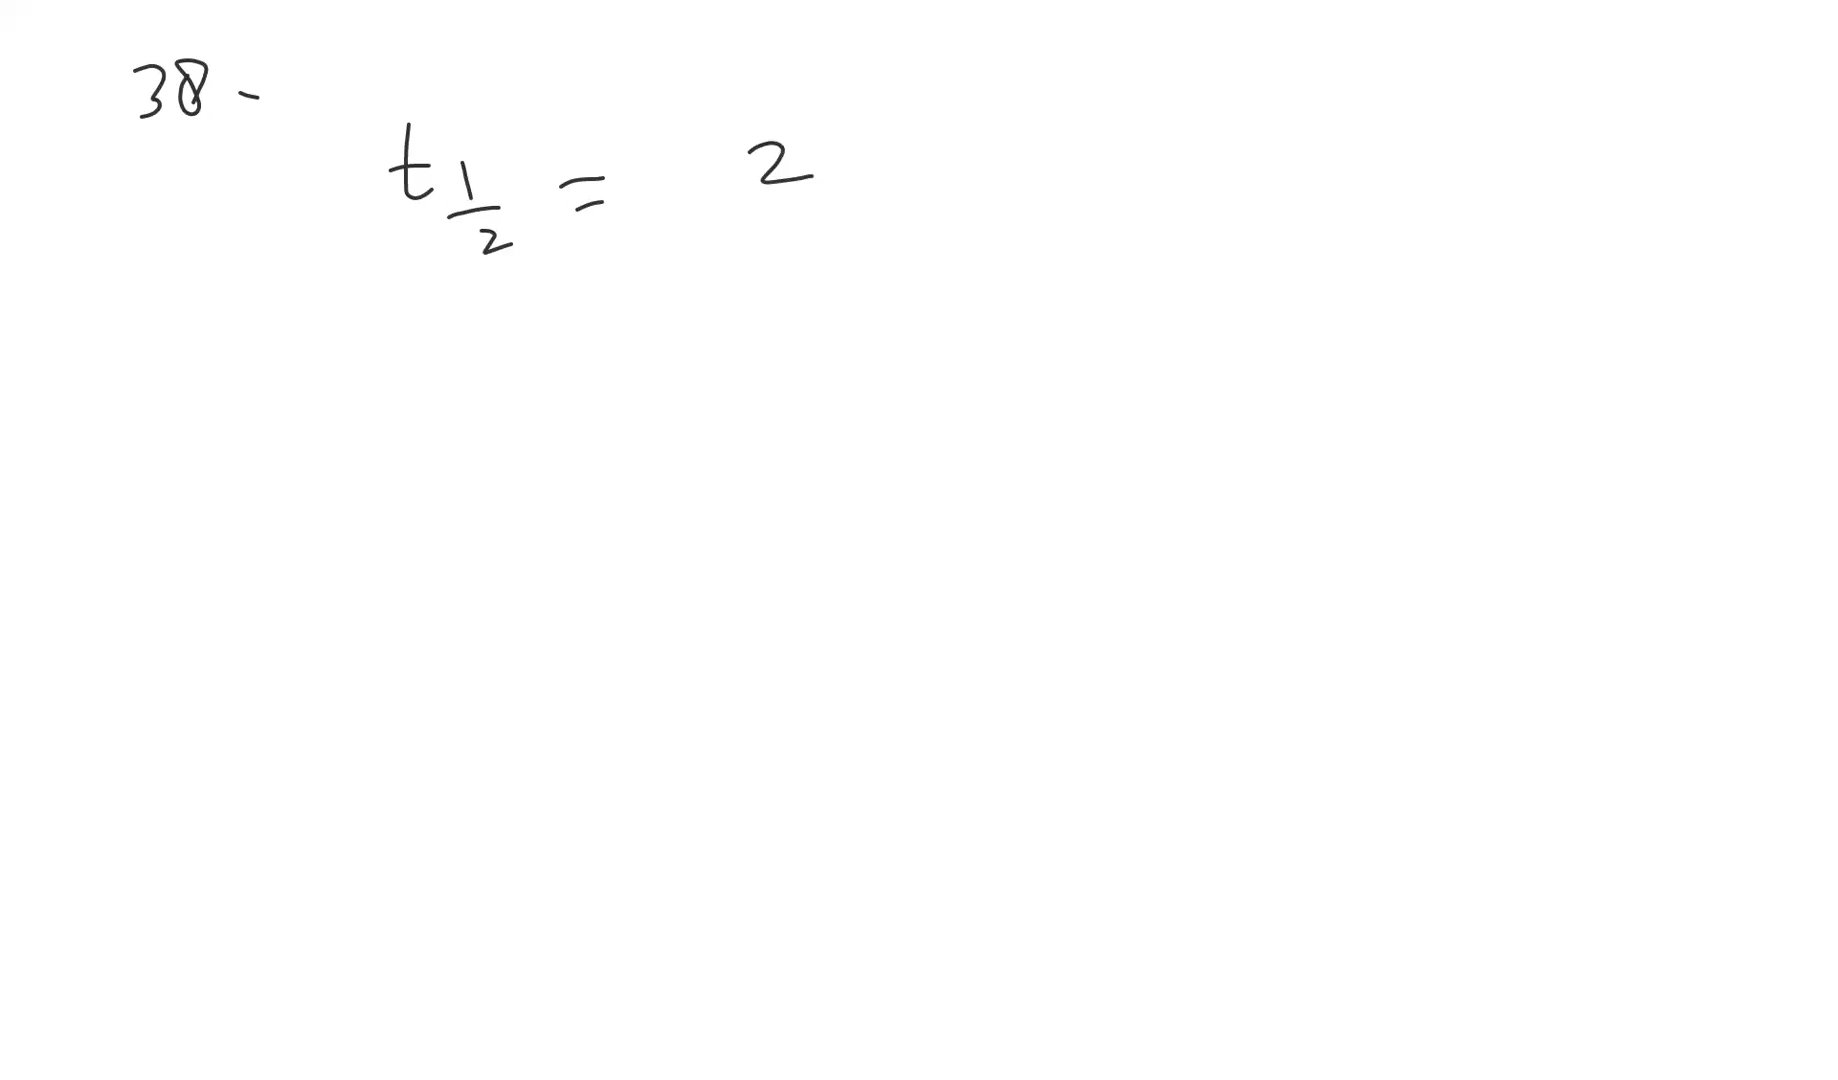 38-
t½ = 2